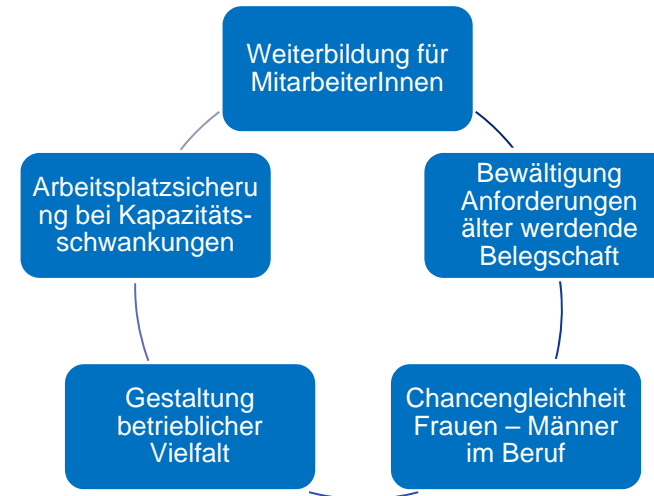 Weiterbildung für
MitarbeiterInnen
Bewältigung
Anforderungen
älter werdende
Belegschaft
Chancengleichheit
Frauen – Männer
im Beruf
Gestaltung
betrieblicher
Vielfalt
Arbeitsplatzsicheru
ng bei Kapazitäts-
schwankungen